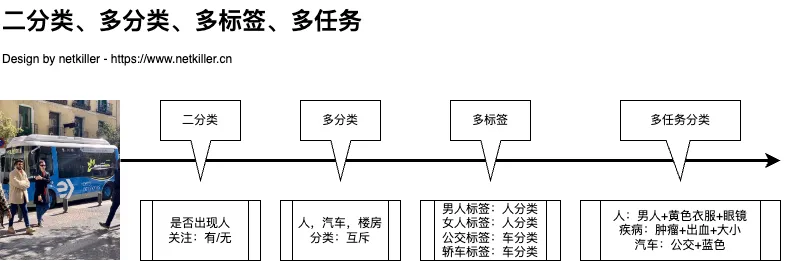 二分类、多分类、多标签、多任务
Design by netkiller - https://www.netkiller.cn
二分类
多分类
多标签
多任务分类
是否出现人
关注：有/无
人，汽车，楼房
分类：互斥
男人标签：人分类
女人标签：人分类
公交标签：车分类
轿车标签：车分类
人：男人+黄色衣服+眼镜
疾病：肿瘤+出血+大小
汽车：公交+蓝色